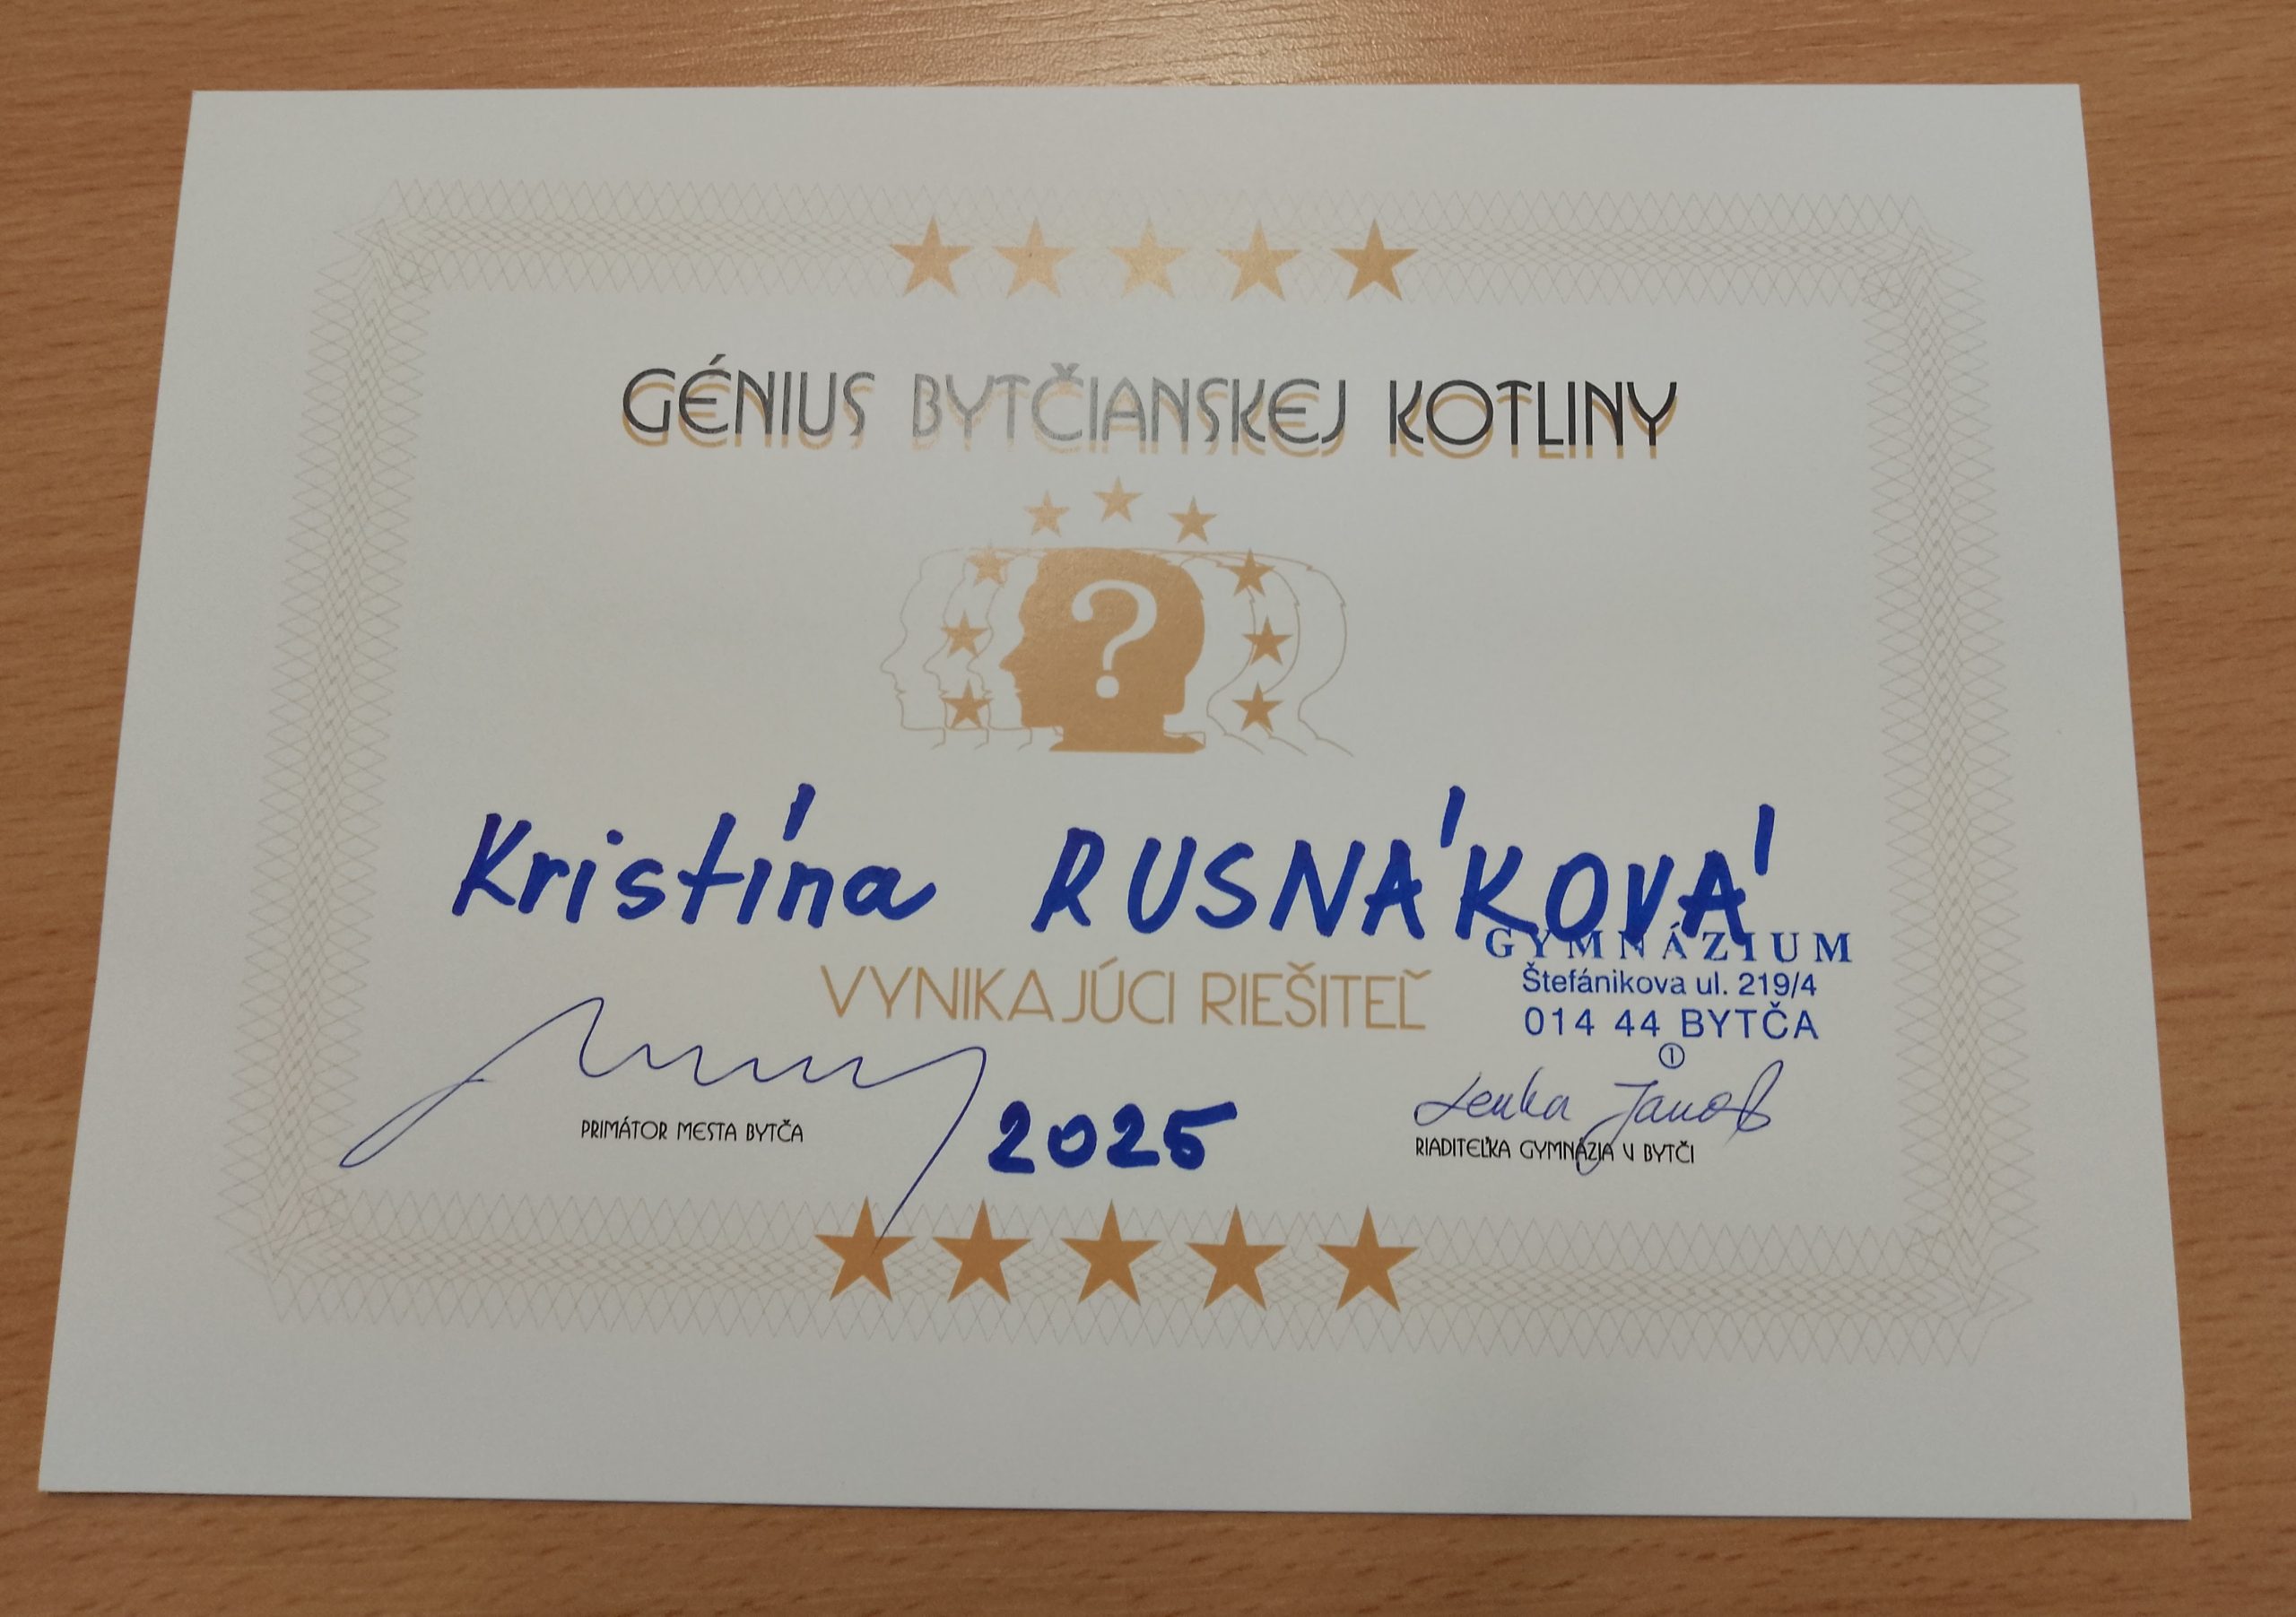 GÉNIUS BYTČIANSKEJ KOTLINY
?
Kristína RUSNÁKOVÁ
VYNIKAJÚCI RIEŠITEĽ
GYMNÁZIUM
Štefánikova ul. 219/4
014 44 BYTČA
1
Lenka
PRIMÁTOR MESTA BYTČA
2025
RIADITEĽKA GYMNÁZIA V BYTČI